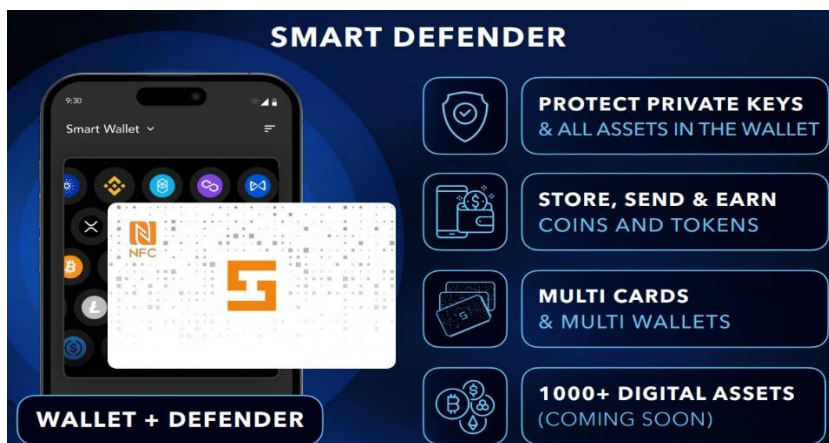 SMART DEFENDER
9:30
Smart Wallet
NFC
WALLET + DEFENDER
PROTECT PRIVATE KEYS
& ALL ASSETS IN THE WALLET
STORE, SEND & EARN
COINS AND TOKENS
MULTI CARDS
& MULTI WALLETS
1000+ DIGITAL ASSETS
(COMING SOON)